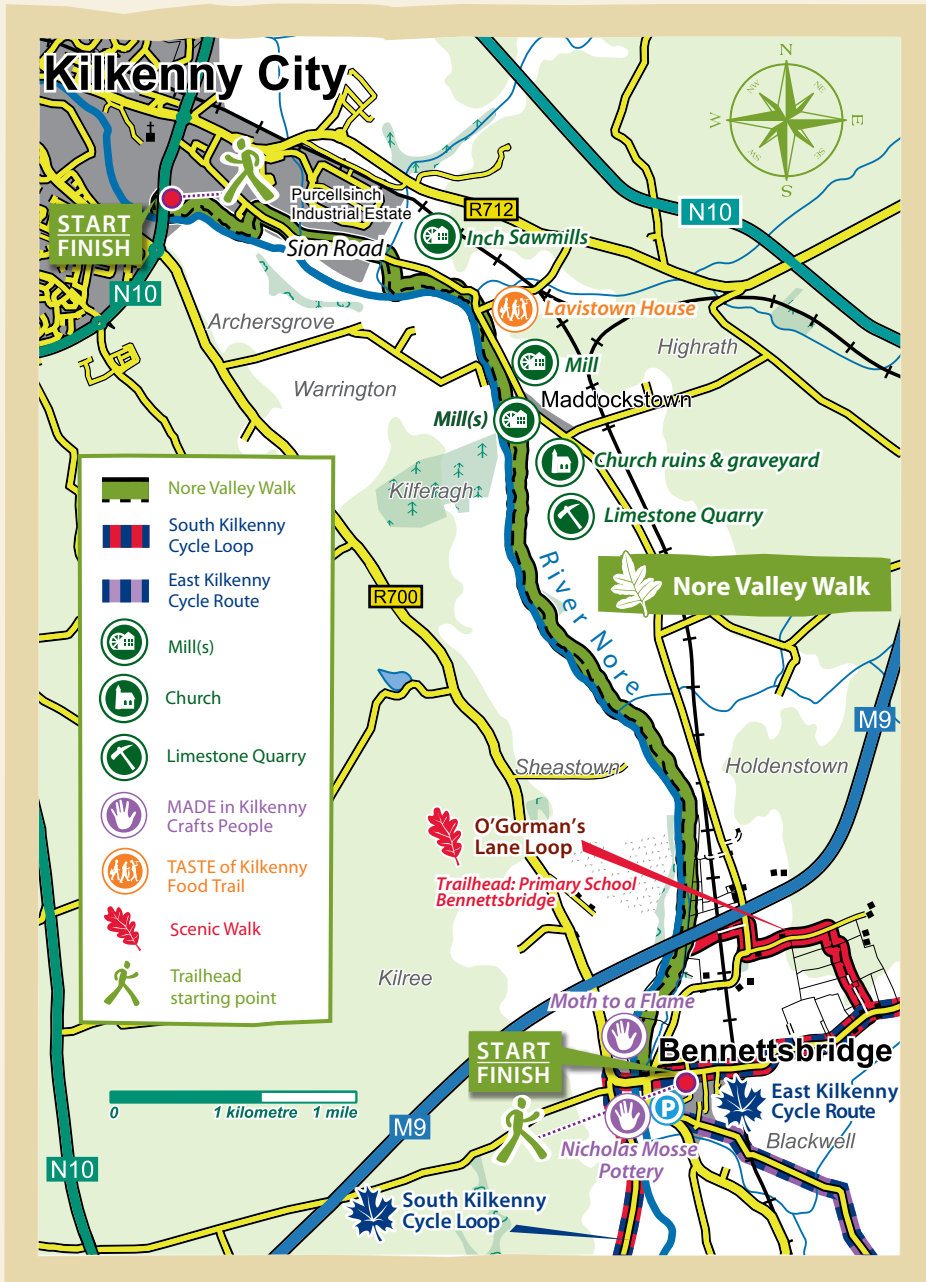 Kilkenny City
N
NW
NE
W
E
SW
SE
S
Purcellsinch
Industrial Estate
R712
N10
START
FINISH
Sion Road
Inch Sawmills
N10
Lavistown House
Archersgrove
Highrath
Mill
Warrington
Maddockstown
Mill(s)
Church ruins & graveyard
Kilferagh
Limestone Quarry
Nore Valley Walk
South Kilkenny
Cycle Loop
East Kilkenny
Cycle Route
Mill(s)
Church
Limestone Quarry
MADE in Kilkenny
Crafts People
TASTE of Kilkenny
Food Trail
Scenic Walk
Trailhead
starting point
River Nore
Nore Valley Walk
R700
M9
Sheastown
Holdenstown
O'Gorman's
Lane Loop
Trailhead: Primary School
Bennettsbridge
Kilree
Moth to a Flame
START
FINISH
Bennettsbridge
0 1 kilometre 1 mile
P
East Kilkenny
Cycle Route
M9
Blackwell
Nicholas Mosse
Pottery
N10
South Kilkenny
Cycle Loop